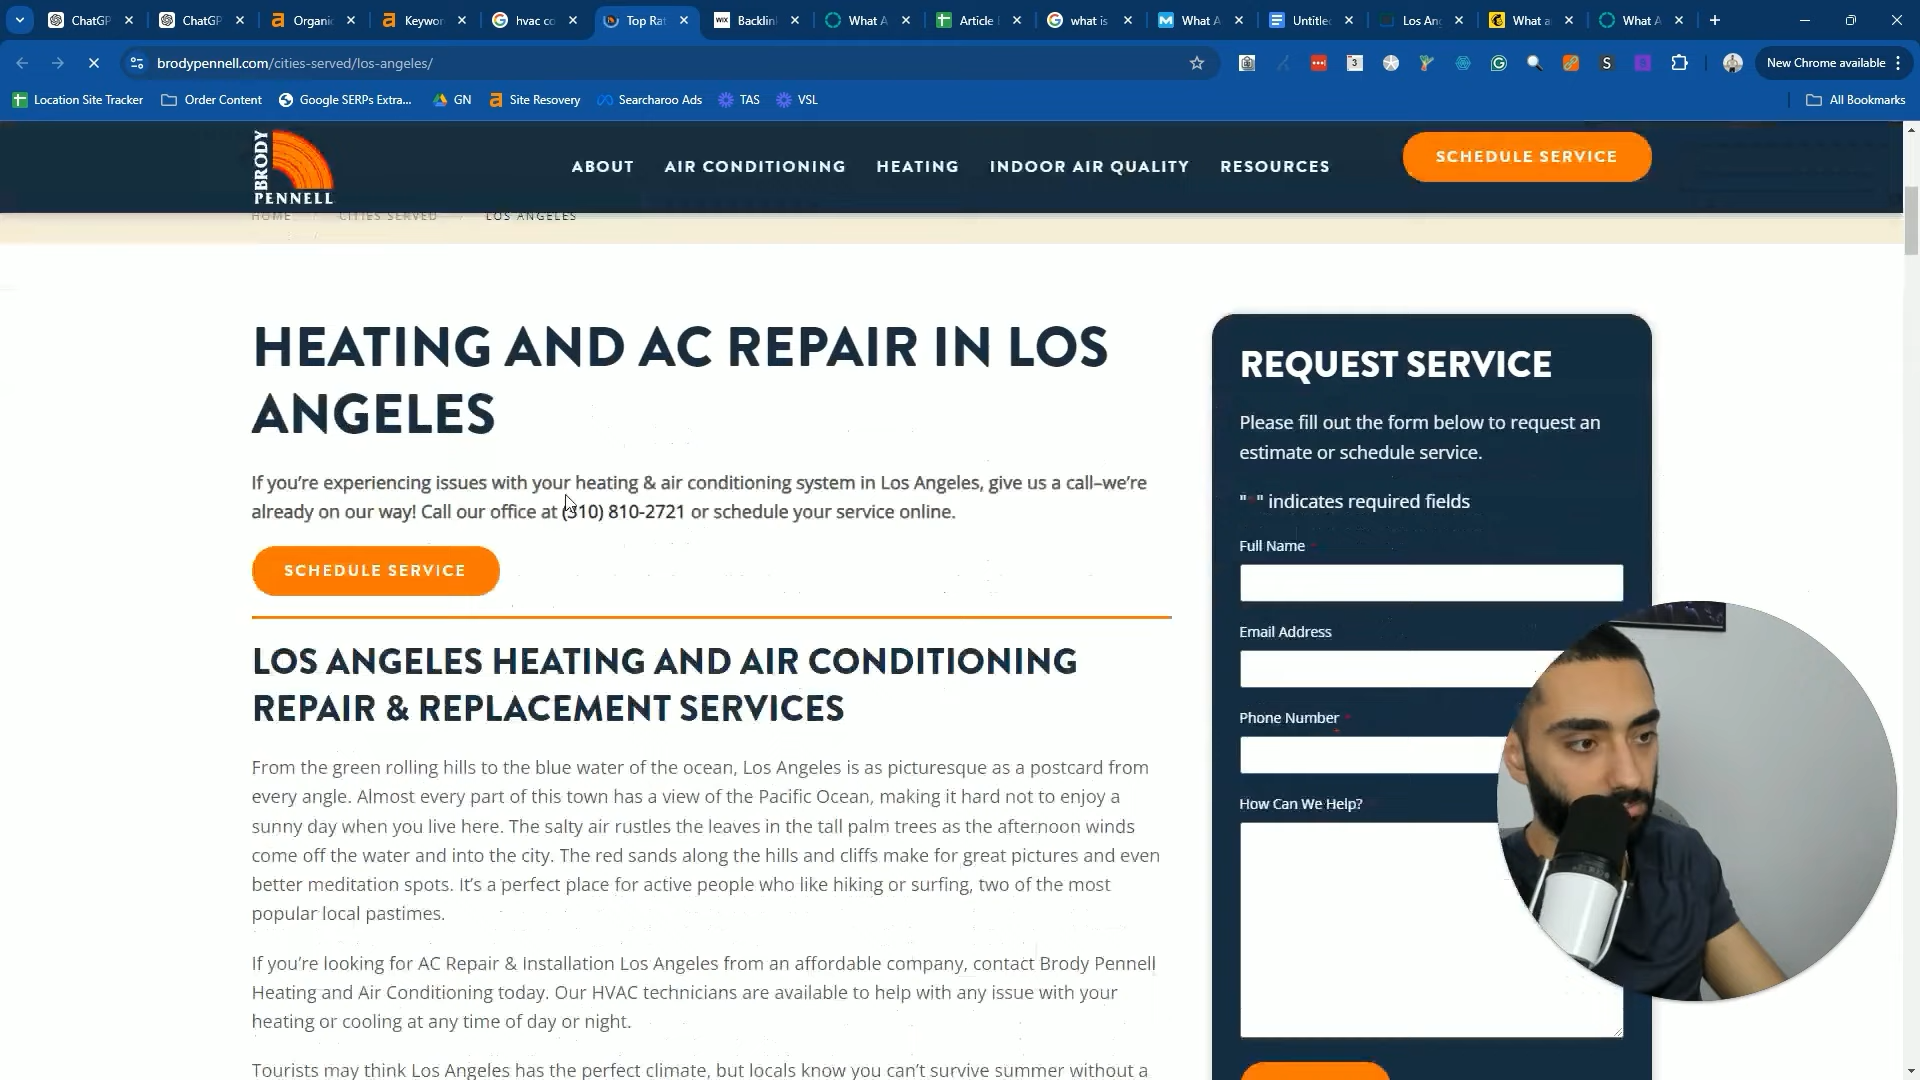 ChatGP
ChatGP
Organi
Keywor
hvac co
Top Rat
Backlin
What A
Article
what is
What A
Untitle
Los An
What a
What A
brodypennell.com/cities-served/los-angeles/
New Chrome available
Location Site Tracker
Order Content
Google SERPs Extra...
GN
Site Recovery
Searcharoo Ads
TAS
VSL
All Bookmarks
BRODY
PENNELL
ABOUT
AIR CONDITIONING
HEATING
INDOOR AIR QUALITY
RESOURCES
SCHEDULE SERVICE
HOME
CITIES SERVED
LOS ANGELES
HEATING AND AC REPAIR IN LOS
ANGELES
If you're experiencing issues with your heating & air conditioning system in Los Angeles, give us a call–we're
already on our way! Call our office at (310) 810-2721 or schedule your service online.
SCHEDULE SERVICE
LOS ANGELES HEATING AND AIR CONDITIONING
REPAIR & REPLACEMENT SERVICES
From the green rolling hills to the blue water of the ocean, Los Angeles is as picturesque as a postcard from
every angle. Almost every part of this town has a view of the Pacific Ocean, making it hard not to enjoy a
sunny day when you live here. The salty air rustles the leaves in the tall palm trees as the afternoon winds
come off the water and into the city. The red sands along the hills and cliffs make for great pictures and even
better meditation spots. It's a perfect place for active people who like hiking or surfing, two of the most
popular local pastimes.
If you're looking for AC Repair & Installation Los Angeles from an affordable company, contact Brody Pennell
Heating and Air Conditioning today. Our HVAC technicians are available to help with any issue with your
heating or cooling at any time of day or night.
Tourists may think Los Angeles has the perfect climate, but locals know you can't survive summer without a
REQUEST SERVICE
Please fill out the form below to request an
estimate or schedule service.
"*" indicates required fields
Full Name *
Email Address
Phone Number *
How Can We Help?